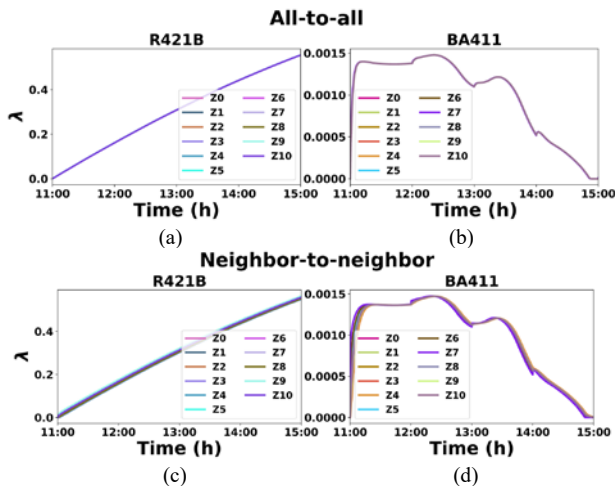 All-to-all
R421B
BA411
λ
0.4
0.2
0.0
Z0 Z6
Z1 Z7
Z2 Z8
Z3 Z9
Z4 Z10
Z5
11:00 12:00 13:00 14:00 15:00
Time (h)
(a)
0.0015
0.0010
0.0005
0.0000
Z0 Z6
Z1 Z7
Z2 Z8
Z3 Z9
Z4 Z10
Z5
11:00 12:00 13:00 14:00 15:00
Time (h)
(b)
Neighbor-to-neighbor
R421B
BA411
λ
0.4
0.2
0.0
Z0 Z6
Z1 Z7
Z2 Z8
Z3 Z9
Z4 Z10
Z5
11:00 12:00 13:00 14:00 15:00
Time (h)
(c)
0.0015
0.0010
0.0005
0.0000
Z0 Z6
Z1 Z7
Z2 Z8
Z3 Z9
Z4 Z10
Z5
11:00 12:00 13:00 14:00 15:00
Time (h)
(d)